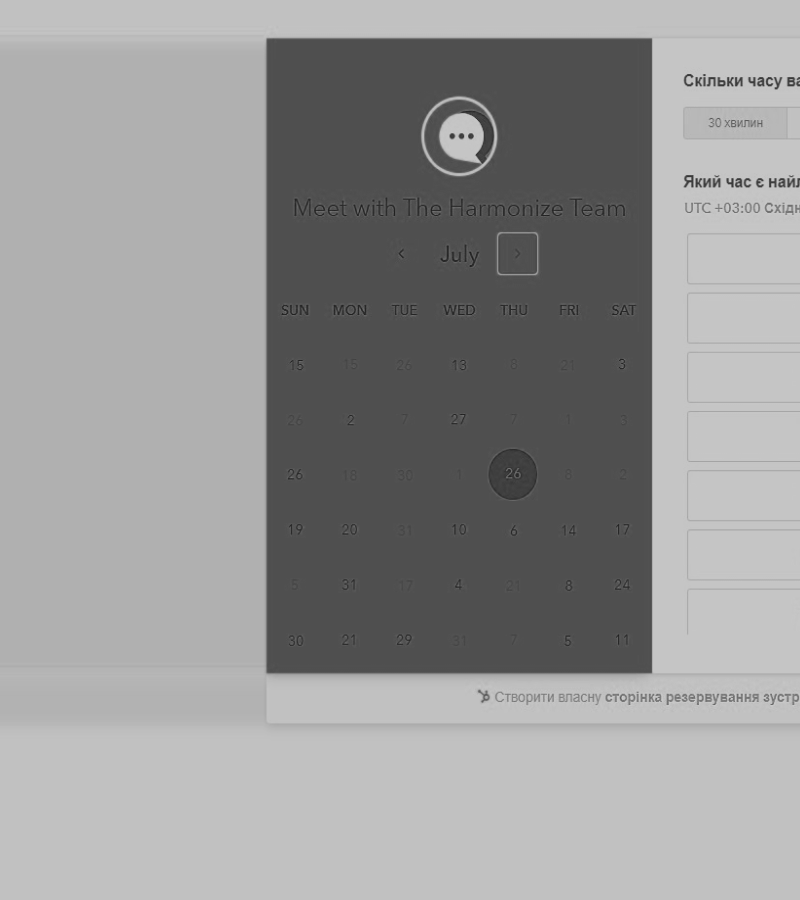 Meet with The Harmonize Team
July
SUN MON TUE WED THU FRI SAT
15 15 26 13 8 21 3
26 2 7 27 7 1 3
26 18 30 1 26 6 2
19 20 31 10 6 14 17
5 31 17 4 21 8 24
30 21 29 31 7 5 11
Скільки часу ва
30 хвилин
Який час є найл
UTC +03:00 Східн
Створити власну сторінка резервування зустр